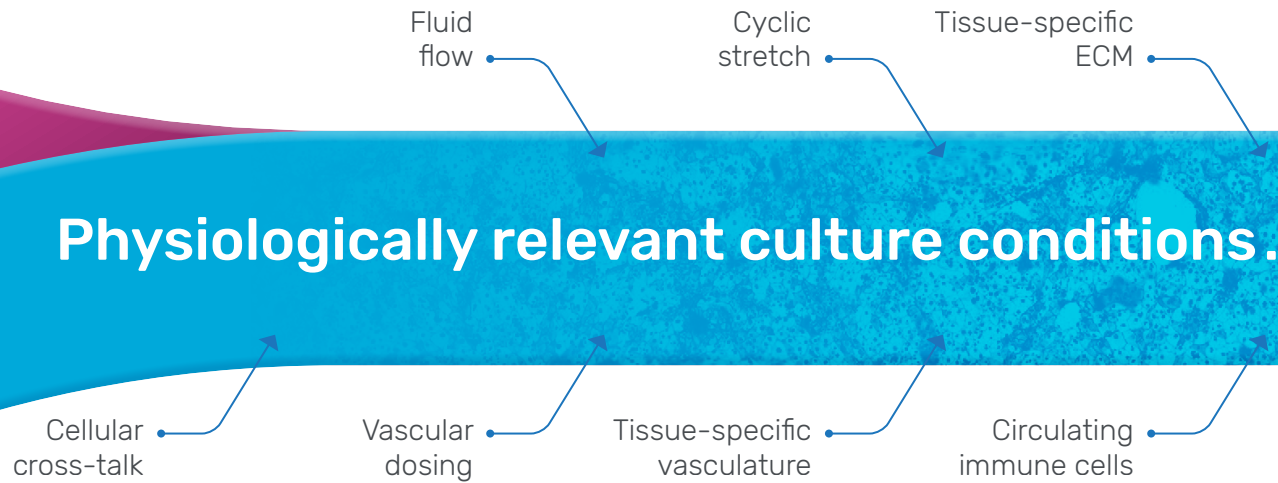 Fluid
flow
Cyclic
stretch
Tissue-specific
ECM
Physiologically relevant culture conditions.
Cellular
cross-talk
Vascular
dosing
Tissue-specific
vasculature
Circulating
immune cells